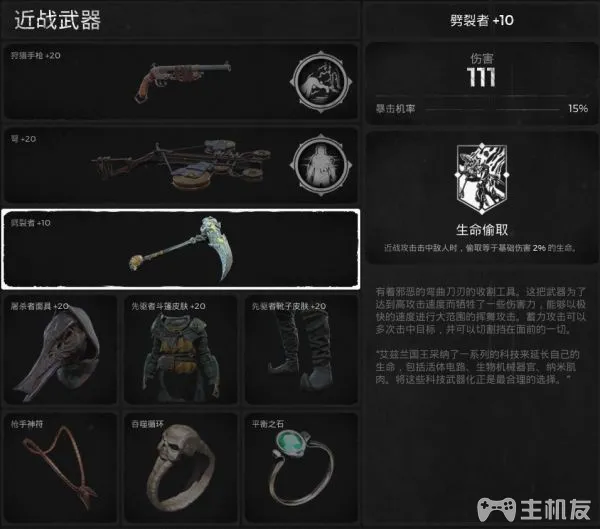 近战武器
狩猎手枪 +20
弩 +20
劈裂者 +10
屠杀者面具 +20
先驱者斗篷皮肤 +20
先驱者靴子皮肤 +20
枪手神符
自噬循环
平衡之石
劈裂者 +10
伤害
111
暴击机率
15%
生命偷取
近战攻击击中敌人时，偷取等于基础伤害 2% 的生命。
有着邪恶的弯曲刀刃的收割工具。这把武器为了
达到高攻击速度而牺牲了一些伤害力，能够以极
快的速度进行大范围的挥舞攻击。蓄力攻击可以
多次击中目标，并可以切割挡在面前的一切。
“艾兹兰国王采纳了一系列的科技来延长自己的
生命，包括活体电路、生物机械器官、纳米肌
肉。将这些科技武器化正是最合理的选择。”
主机友